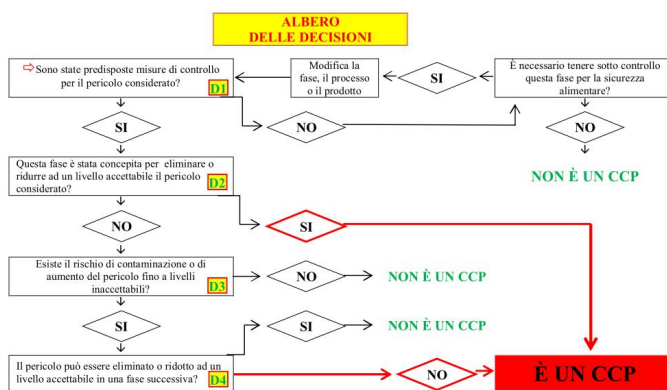 ALBERO
DELLE DECISIONI
⇨Sono state predisposte misure di controllo
per il pericolo considerato?
D1
Modifica la
fase, il processo
o il prodotto
SI
È necessario tenere sotto controllo
questa fase per la sicurezza
alimentare?
SI
NO
NO
NON È UN CCP
Questa fase è stata concepita per eliminare o
ridurre ad un livello accettabile il pericolo
considerato?
D2
NO
SI
Esiste il rischio di contaminazione o di
aumento del pericolo fino a livelli
inaccettabili?
D3
NO
NON È UN CCP
SI
SI
NON È UN CCP
Il pericolo può essere eliminato o ridotto ad un
livello accettabile in una fase successiva?
D4
NO
È UN CCP